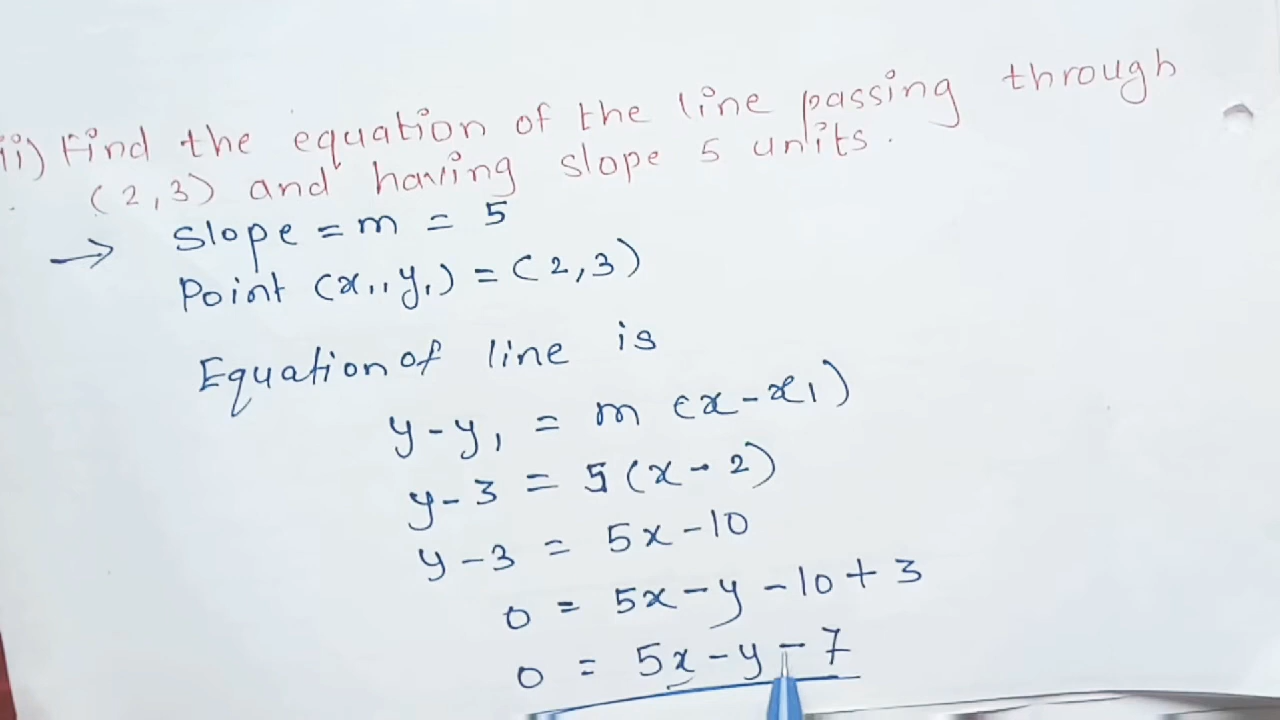 ii) Find the equation of the line passing through
(2,3) and having slope 5 units.
→ Slope = m = 5
Point (x₁,y₁) = (2,3)
Equation of line is
y-y₁ = m (x-x₁)
y-3 = 5(x-2)
y-3 = 5x-10
0 = 5x-y-10+3
0 = 5x-y-7